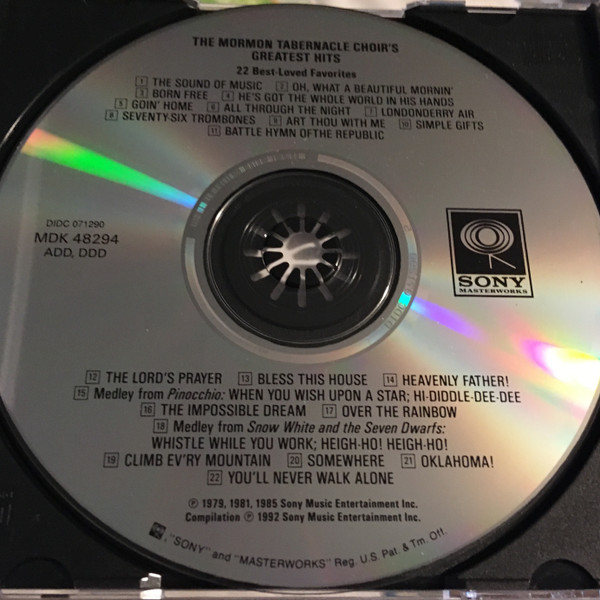 THE MORMON TABERNACLE CHOIR'S
GREATEST HITS
22 Best-Loved Favorites
1 THE SOUND OF MUSIC 2 OH, WHAT A BEAUTIFUL MORNIN'
3 BORN FREE 4 HE'S GOT THE WHOLE WORLD IN HIS HANDS
5 GOIN' HOME 6 ALL THROUGH THE NIGHT 7 LONDONDERRY AIR
8 SEVENTY-SIX TROMBONES 9 ART THOU WITH ME 10 SIMPLE GIFTS
11 BATTLE HYMN OFTHE REPUBLIC
DIDC 071290
MDK 48294
ADD, DDD
SONY
MASTERWORKS
12 THE LORD'S PRAYER 13 BLESS THIS HOUSE 14 HEAVENLY FATHER!
15 Medley from Pinocchio: WHEN YOU WISH UPON A STAR; HI-DIDDLE-DEE-DEE
16 THE IMPOSSIBLE DREAM 17 OVER THE RAINBOW
18 Medley from Snow White and the Seven Dwarfs:
WHISTLE WHILE YOU WORK; HEIGH-HO! HEIGH-HO!
19 CLIMB EV'RY MOUNTAIN 20 SOMEWHERE 21 OKLAHOMA!
22 YOU'LL NEVER WALK ALONE
℗ 1979, 1981, 1985 Sony Music Entertainment Inc.
Compilation ℗ 1992 Sony Music Entertainment Inc.
, "SONY" and "MASTERWORKS" Reg. U.S. Pat. & Tm. Off.